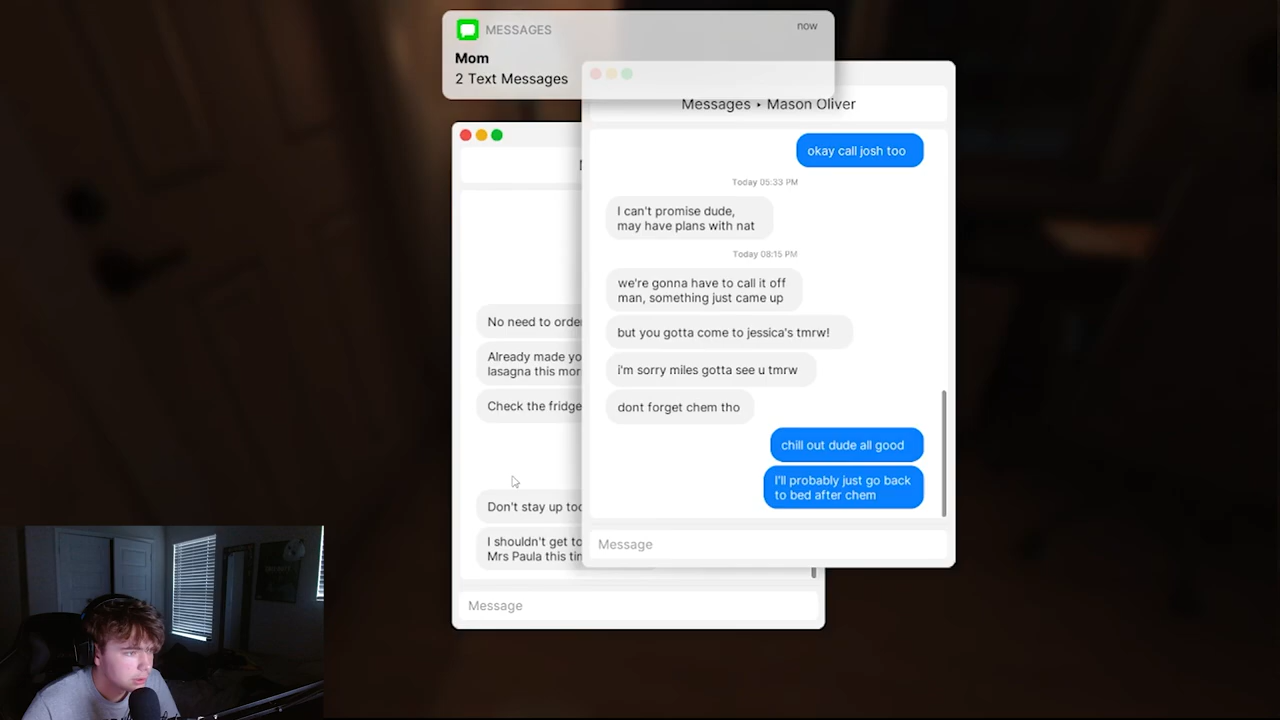 MESSAGES
now
Mom
2 Text Messages
Messages ▸ Mason Oliver
okay call josh too
Today 05:33 PM
I can't promise dude,
may have plans with nat
Today 08:15 PM
we're gonna have to call it off
man, something just came up
but you gotta come to jessica's tmrw!
i'm sorry miles gotta see u tmrw
dont forget chem tho
chill out dude all good
I'll probably just go back
to bed after chem
Message
No need to orde
Already made yo
lasagna this mor
Check the fridge
Don't stay up too
I shouldn't get to
Mrs Paula this tin
Message